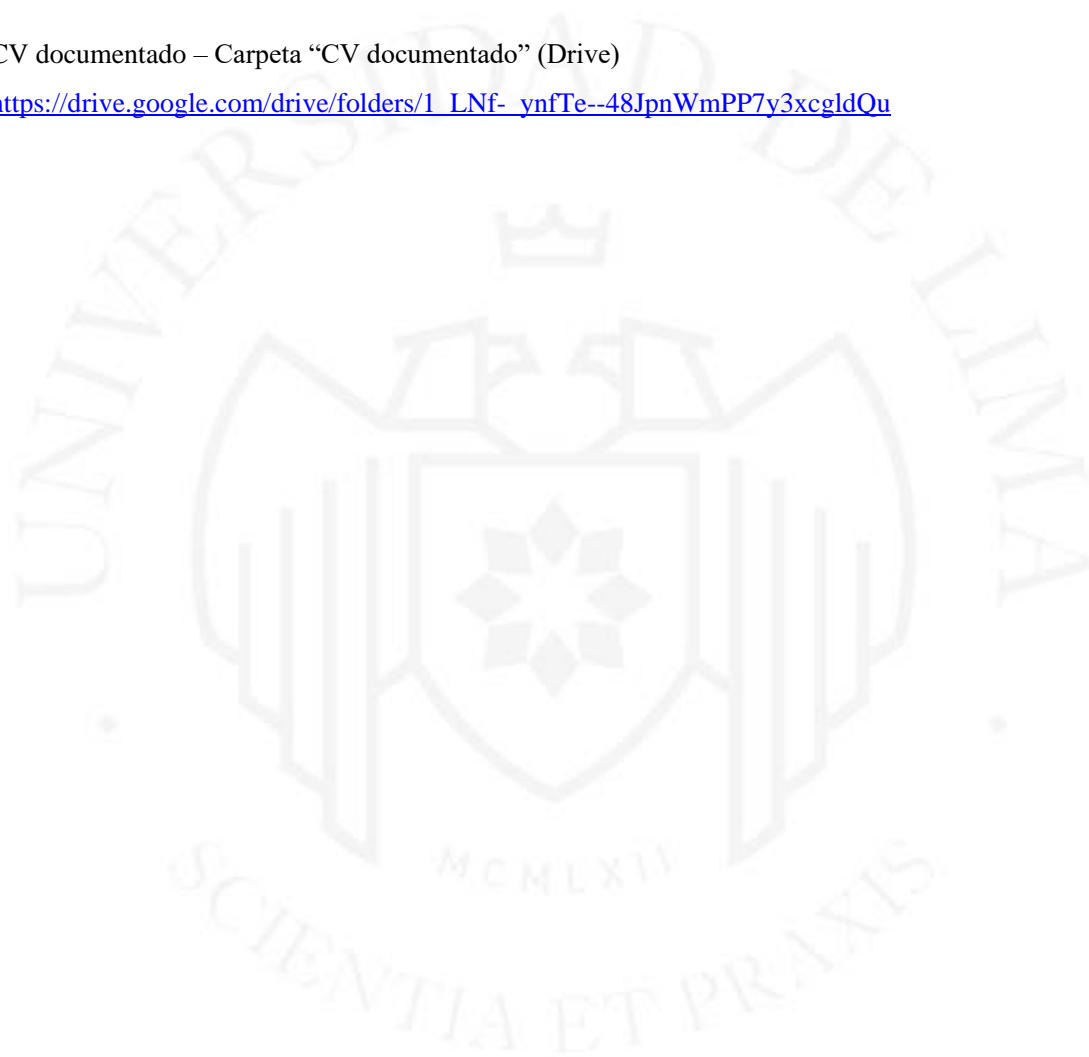 CV documentado – Carpeta “CV documentado” (Drive)
https://drive.google.com/drive/folders/1_LNf-_ynfTe--48JpnWmPP7y3xcgldQu
UNIVERSIDAD DE LIMA
MCMLXII
SCIENTIA ET PRAXIS